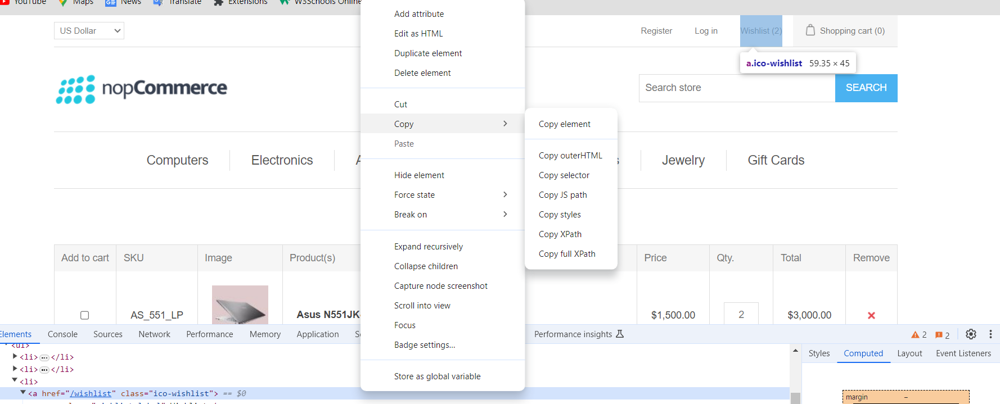 YouTube Maps News Translate Extensions W3Schools Online
US Dollar Register Log in Wishlist (2) Shopping cart (0)
a.ico-wishlist 59.35 × 45
nopCommerce Search store SEARCH
Computers Electronics A s Jewelry Gift Cards
Add to cart SKU Image Product(s) Price Qty. Total Remove
AS_551_LP Asus N551JK $1,500.00 2 $3,000.00
Add attribute
Edit as HTML
Duplicate element
Delete element
Cut
Copy
Paste
Hide element
Force state
Break on
Expand recursively
Collapse children
Capture node screenshot
Scroll into view
Focus
Badge settings...
Store as global variable
Copy element
Copy outerHTML
Copy selector
Copy JS path
Copy styles
Copy XPath
Copy full XPath
Elements Console Sources Network Performance Memory Application Performance insights 2 2
<ul>
<li> ... </li>
<li> ... </li>
<li>
<a href="/wishlist" class="ico-wishlist"> == $0
Styles Computed Layout Event Listeners
margin –